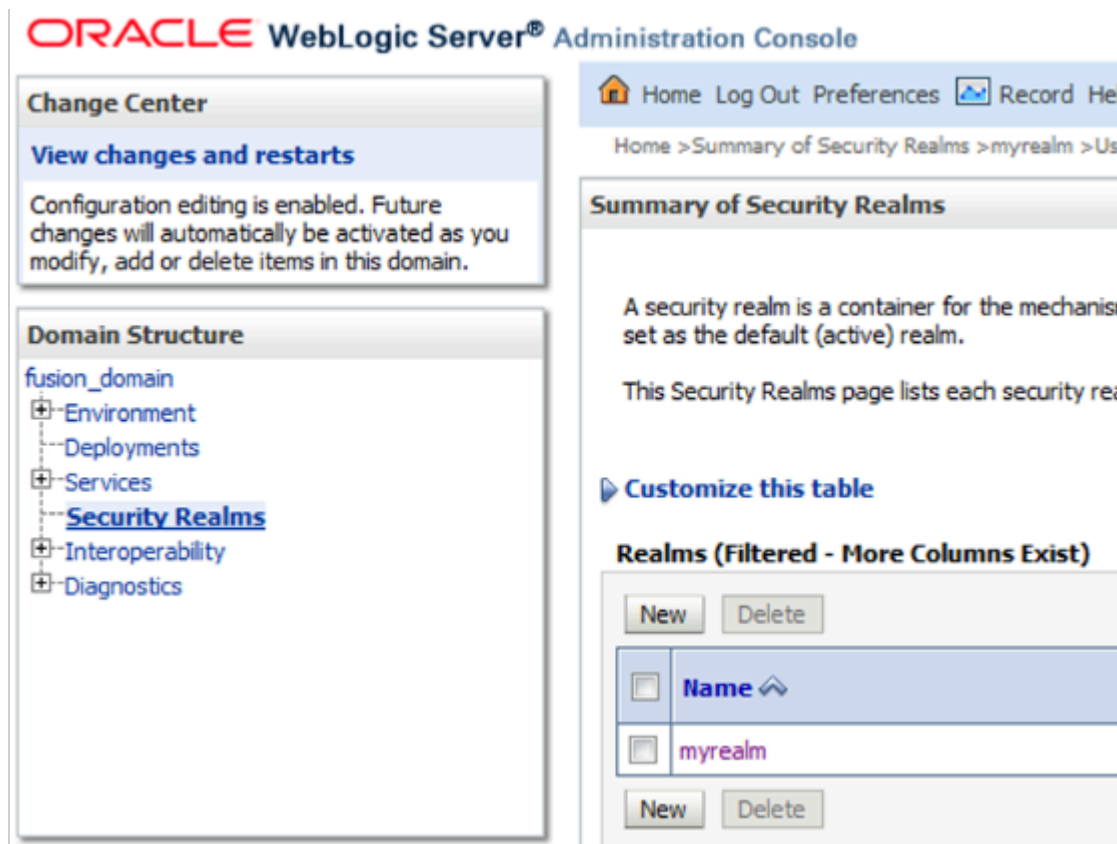 ORACLE WebLogic Server® Administration Console
Change Center
View changes and restarts
Configuration editing is enabled. Future
changes will automatically be activated as you
modify, add or delete items in this domain.
Domain Structure
fusion_domain
Environment
Deployments
Services
Security Realms
Interoperability
Diagnostics
Home Log Out Preferences Record He
Home >Summary of Security Realms >myrealm >Us
Summary of Security Realms
A security realm is a container for the mechanis
set as the default (active) realm.
This Security Realms page lists each security rea
Customize this table
Realms (Filtered - More Columns Exist)
New Delete
Name
myrealm
New Delete